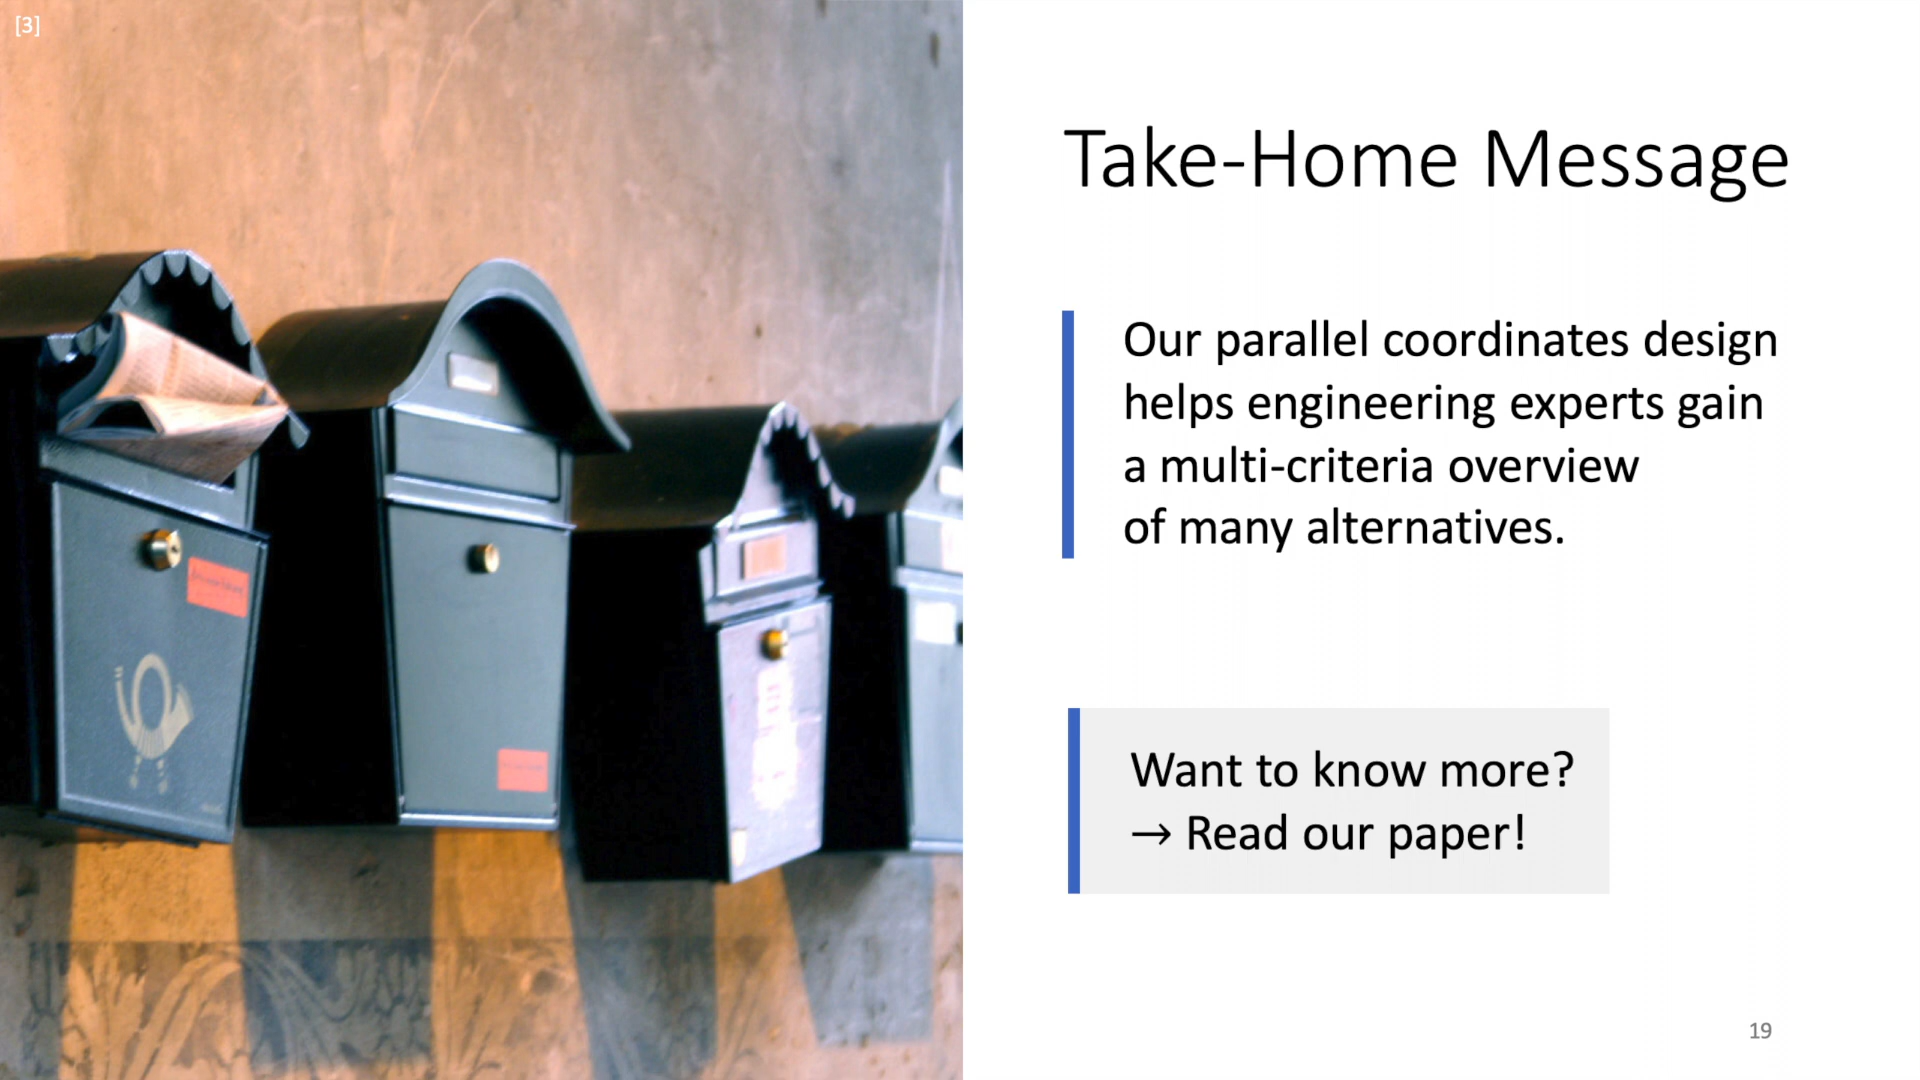 [3]
Take-Home Message
Our parallel coordinates design
helps engineering experts gain
a multi-criteria overview
of many alternatives.
Want to know more?
→ Read our paper!
19